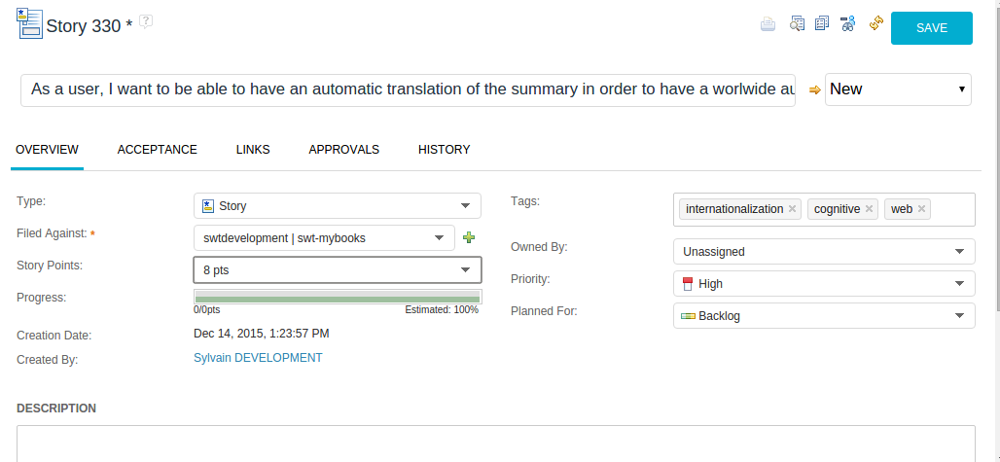 Story 330 * ?
SAVE
As a user, I want to be able to have an automatic translation of the summary in order to have a worlwide au
New
OVERVIEW ACCEPTANCE LINKS APPROVALS HISTORY
Type: Story
Filed Against: * swtdevelopment | swt-mybooks
Story Points: 8 pts
Progress:
0/0pts Estimated: 100%
Creation Date: Dec 14, 2015, 1:23:57 PM
Created By: Sylvain DEVELOPMENT
Tags: internationalization cognitive web
Owned By: Unassigned
Priority: High
Planned For: Backlog
DESCRIPTION